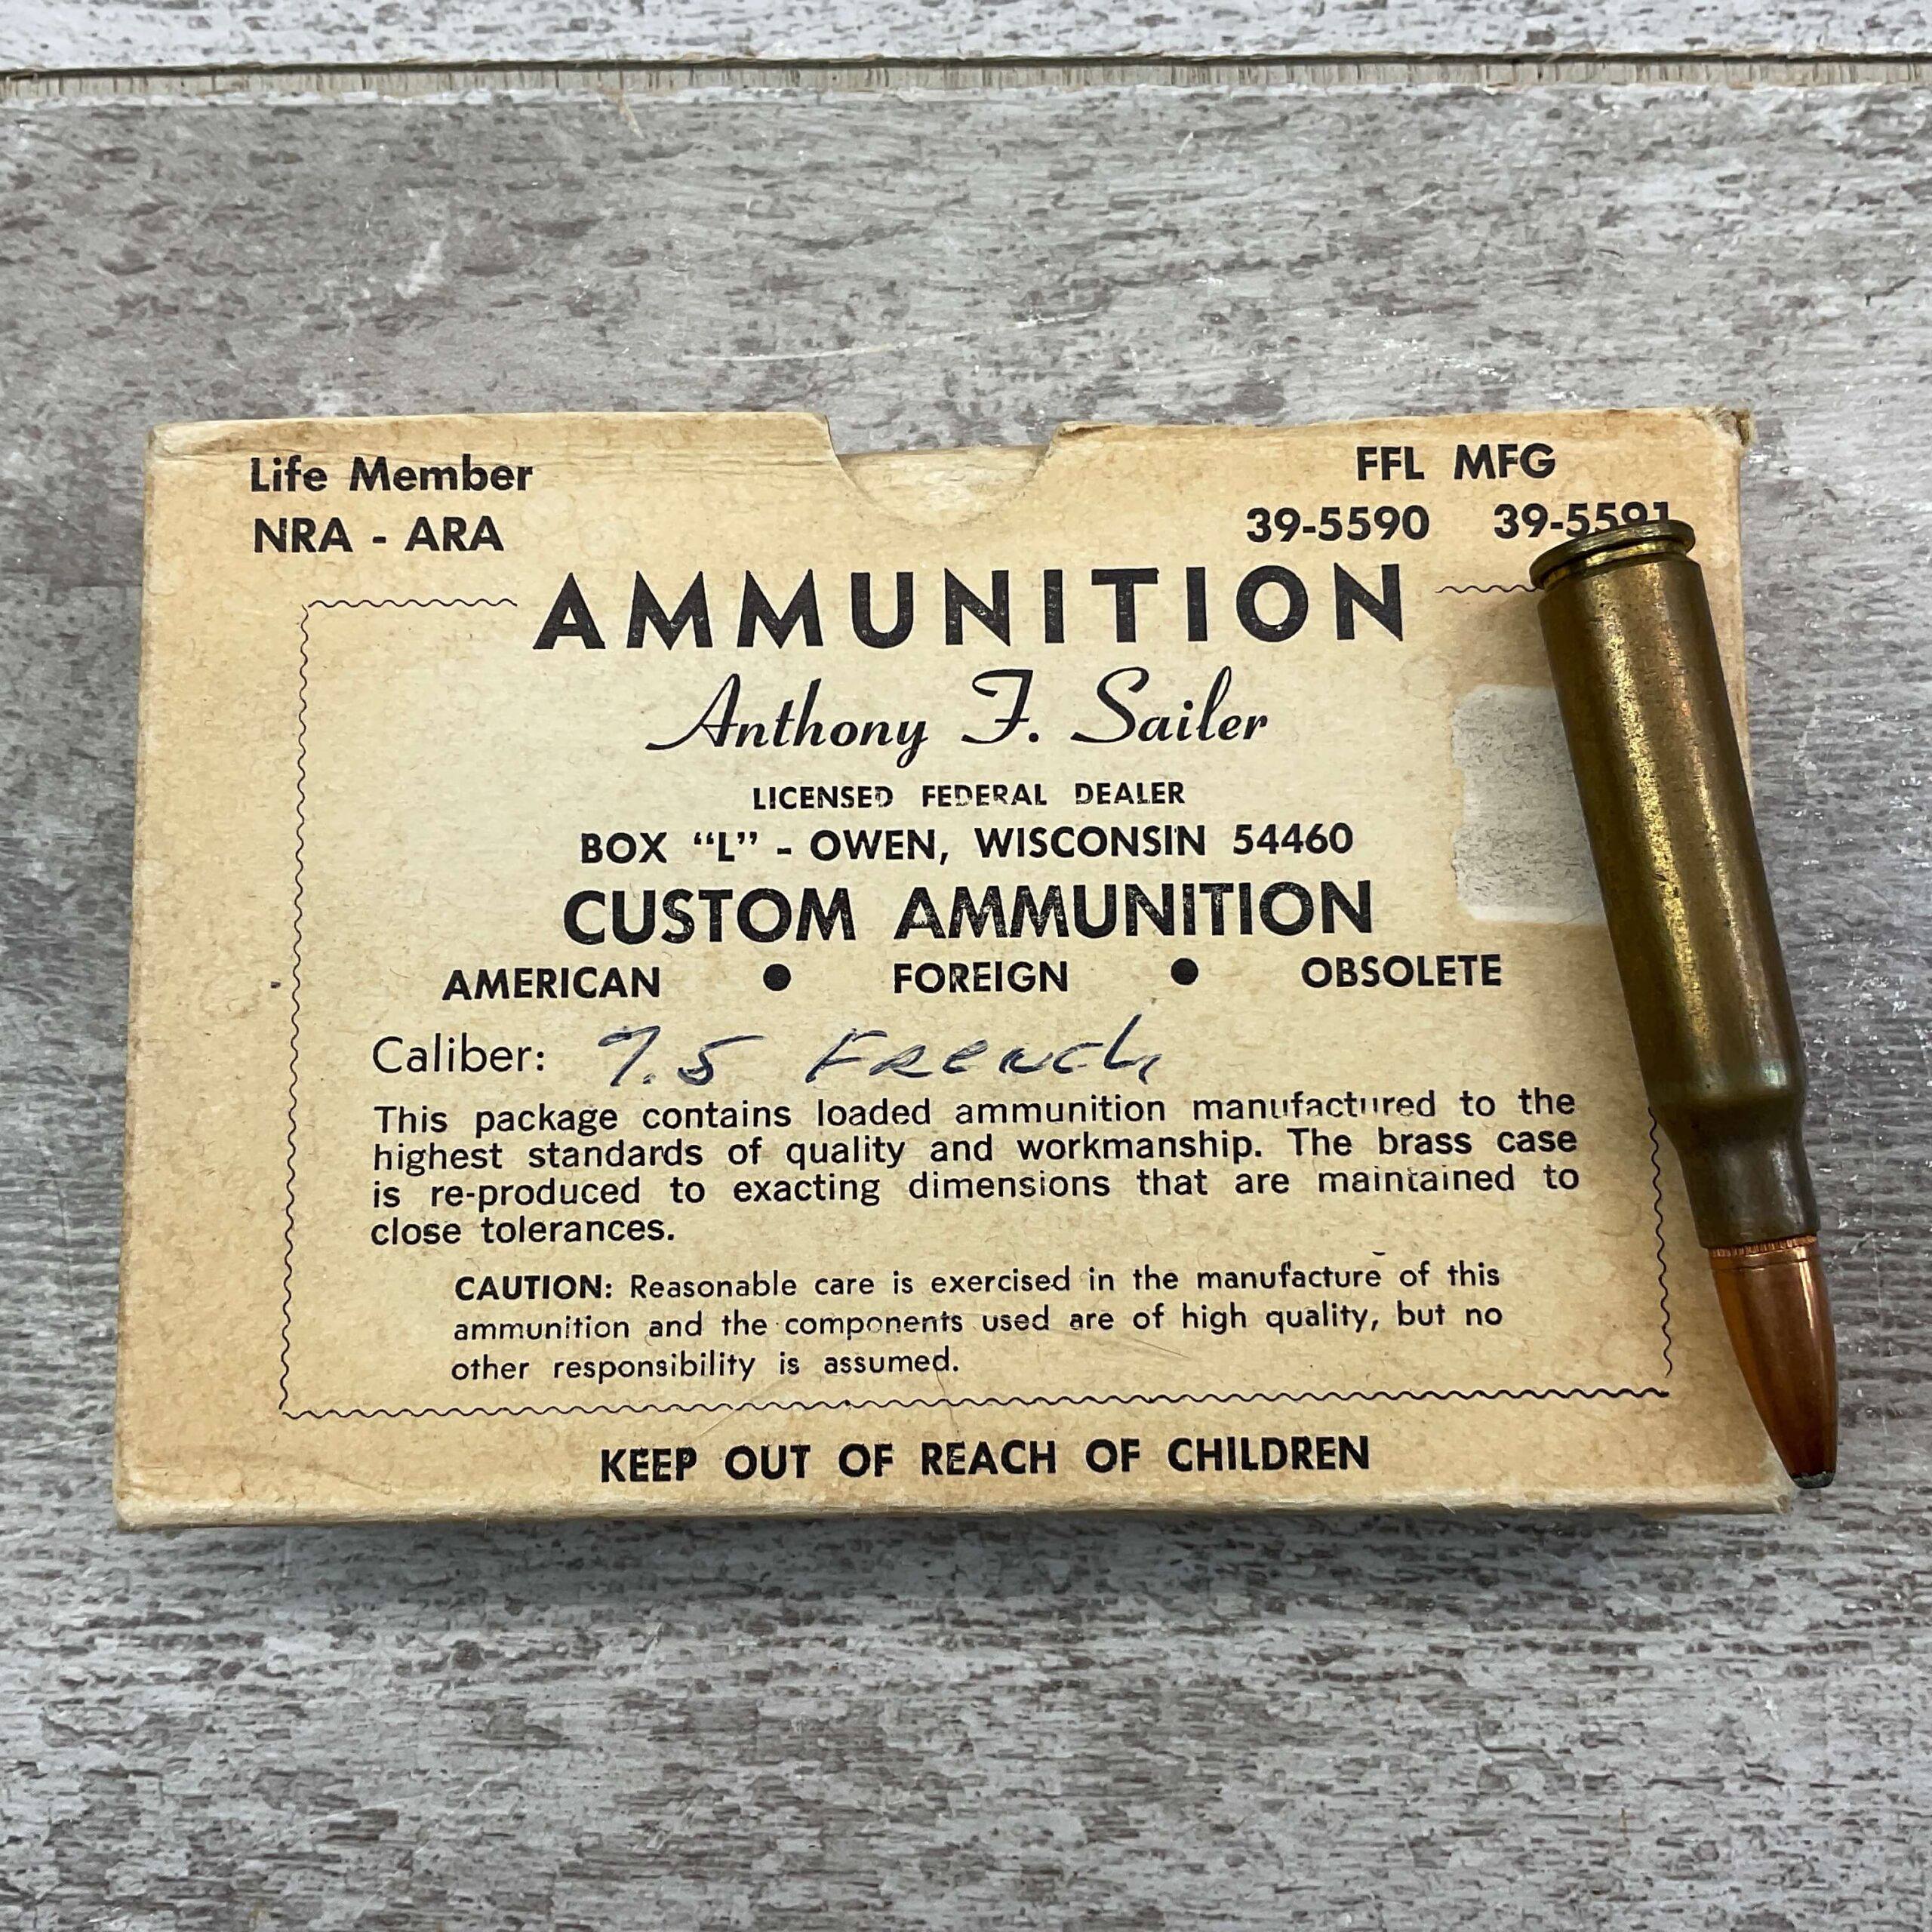 Life Member
NRA - ARA
FFL MFG
39-5590 39-5591
AMMUNITION
Anthony F. Sailer
LICENSED FEDERAL DEALER
BOX "L" - OWEN, WISCONSIN 54460
CUSTOM AMMUNITION
AMERICAN ● FOREIGN ● OBSOLETE
Caliber: 7.5 French
This package contains loaded ammunition manufactured to the
highest standards of quality and workmanship. The brass case
is re-produced to exacting dimensions that are maintained to
close tolerances.
CAUTION: Reasonable care is exercised in the manufacture of this
ammunition and the components used are of high quality, but no
other responsibility is assumed.
KEEP OUT OF REACH OF CHILDREN